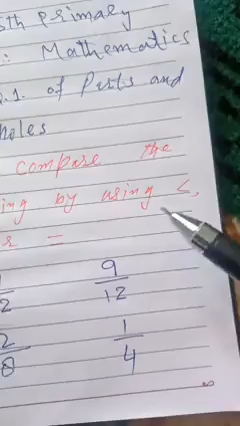 5th primary
: Mathematics
.1. of Parts and
holes
compare the
ing by using <,
r =
9
12
2
1
4
8